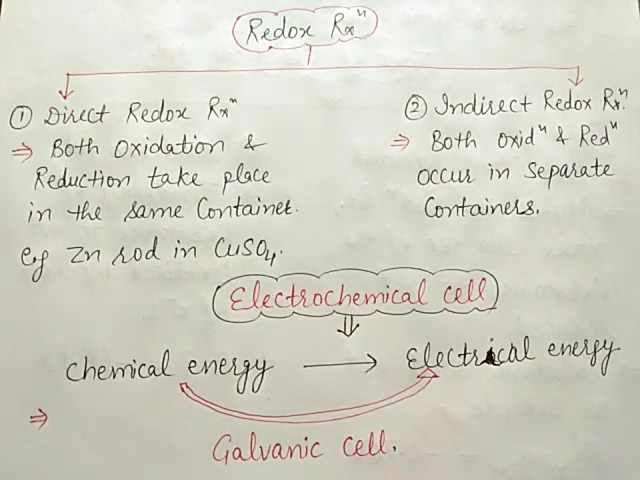 Redox Rxⁿ
① Direct Redox Rxⁿ
⇒ Both Oxidation &
Reduction take place
in the same Container.
e.g Zn rod in CuSO₄.
② Indirect Redox Rxⁿ.
⇒ Both Oxidⁿ & Redⁿ
occur in separate
Containers.
Electrochemical cell
⇓
Chemical energy → Electrical energy
⇒
Galvanic cell.